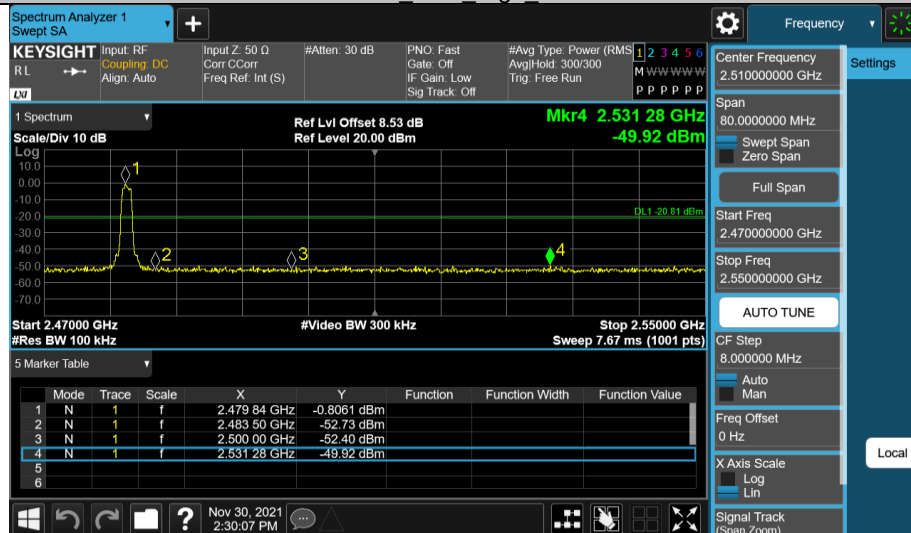 Spectrum Analyzer 1
Swept SA
+
Frequency
KEYSIGHT Input: RF Input Z: 50 Ω #Atten: 30 dB PNO: Fast #Avg Type: Power (RMS 1 2 3 4 5 6
R L Coupling: DC Corr CCorr Gate: Off Avg|Hold: 300/300 M W W W W W
Align: Auto Freq Ref: Int (S) IF Gain: Low Trig: Free Run
LXI Sig Track: Off P P P P P P
1 Spectrum
Scale/Div 10 dB
Ref Lvl Offset 8.53 dB
Ref Level 20.00 dBm
Mkr4 2.531 28 GHz
-49.92 dBm
Log
10.0
0.00
-10.0
-20.0
-30.0
-40.0
-50.0
-60.0
-70.0
1
2
3
4
DL1 -20.81 dBm
Start 2.47000 GHz #Video BW 300 kHz Stop 2.55000 GHz
#Res BW 100 kHz Sweep 7.67 ms (1001 pts)
5 Marker Table
Mode Trace Scale X Y Function Function Width Function Value
1 N 1 f 2.479 84 GHz -0.8061 dBm
2 N 1 f 2.483 50 GHz -52.73 dBm
3 N 1 f 2.500 00 GHz -52.40 dBm
4 N 1 f 2.531 28 GHz -49.92 dBm
5
6
?
Nov 30, 2021
2:30:07 PM
Center Frequency
2.510000000 GHz
Span
80.0000000 MHz
Swept Span
Zero Span
Full Span
Start Freq
2.470000000 GHz
Stop Freq
2.550000000 GHz
AUTO TUNE
CF Step
8.000000 MHz
Auto
Man
Freq Offset
0 Hz
X Axis Scale
Log
Lin
Signal Track
(Span Zoom)
Settings
Local